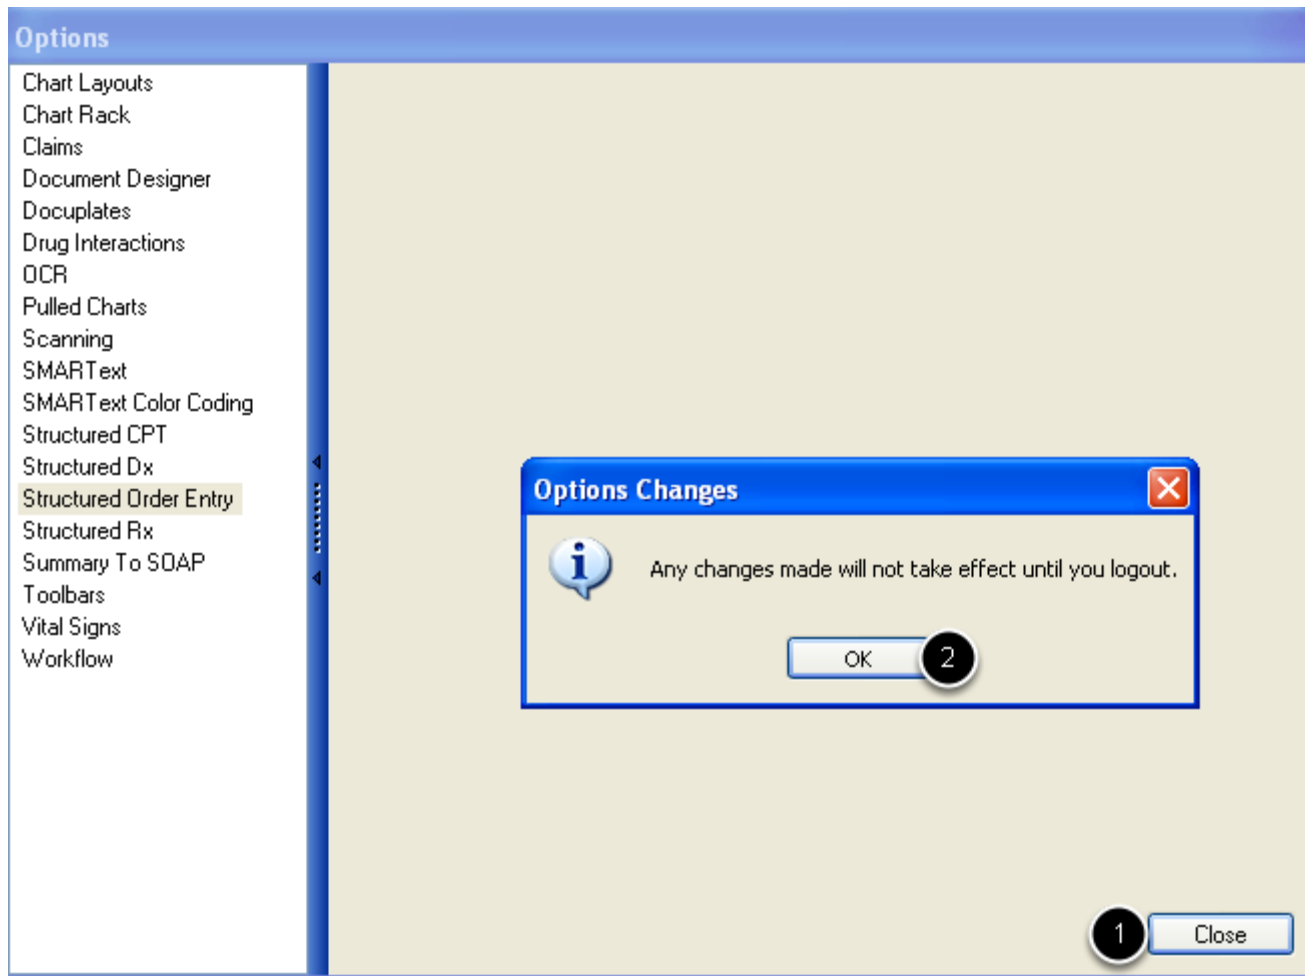 Options
Chart Layouts
Chart Rack
Claims
Document Designer
Docuplates
Drug Interactions
OCR
Pulled Charts
Scanning
SMARText
SMARText Color Coding
Structured CPT
Structured Dx
Structured Order Entry
Structured Rx
Summary To SOAP
Toolbars
Vital Signs
Workflow
Options Changes
Any changes made will not take effect until you logout.
OK 2
1 Close